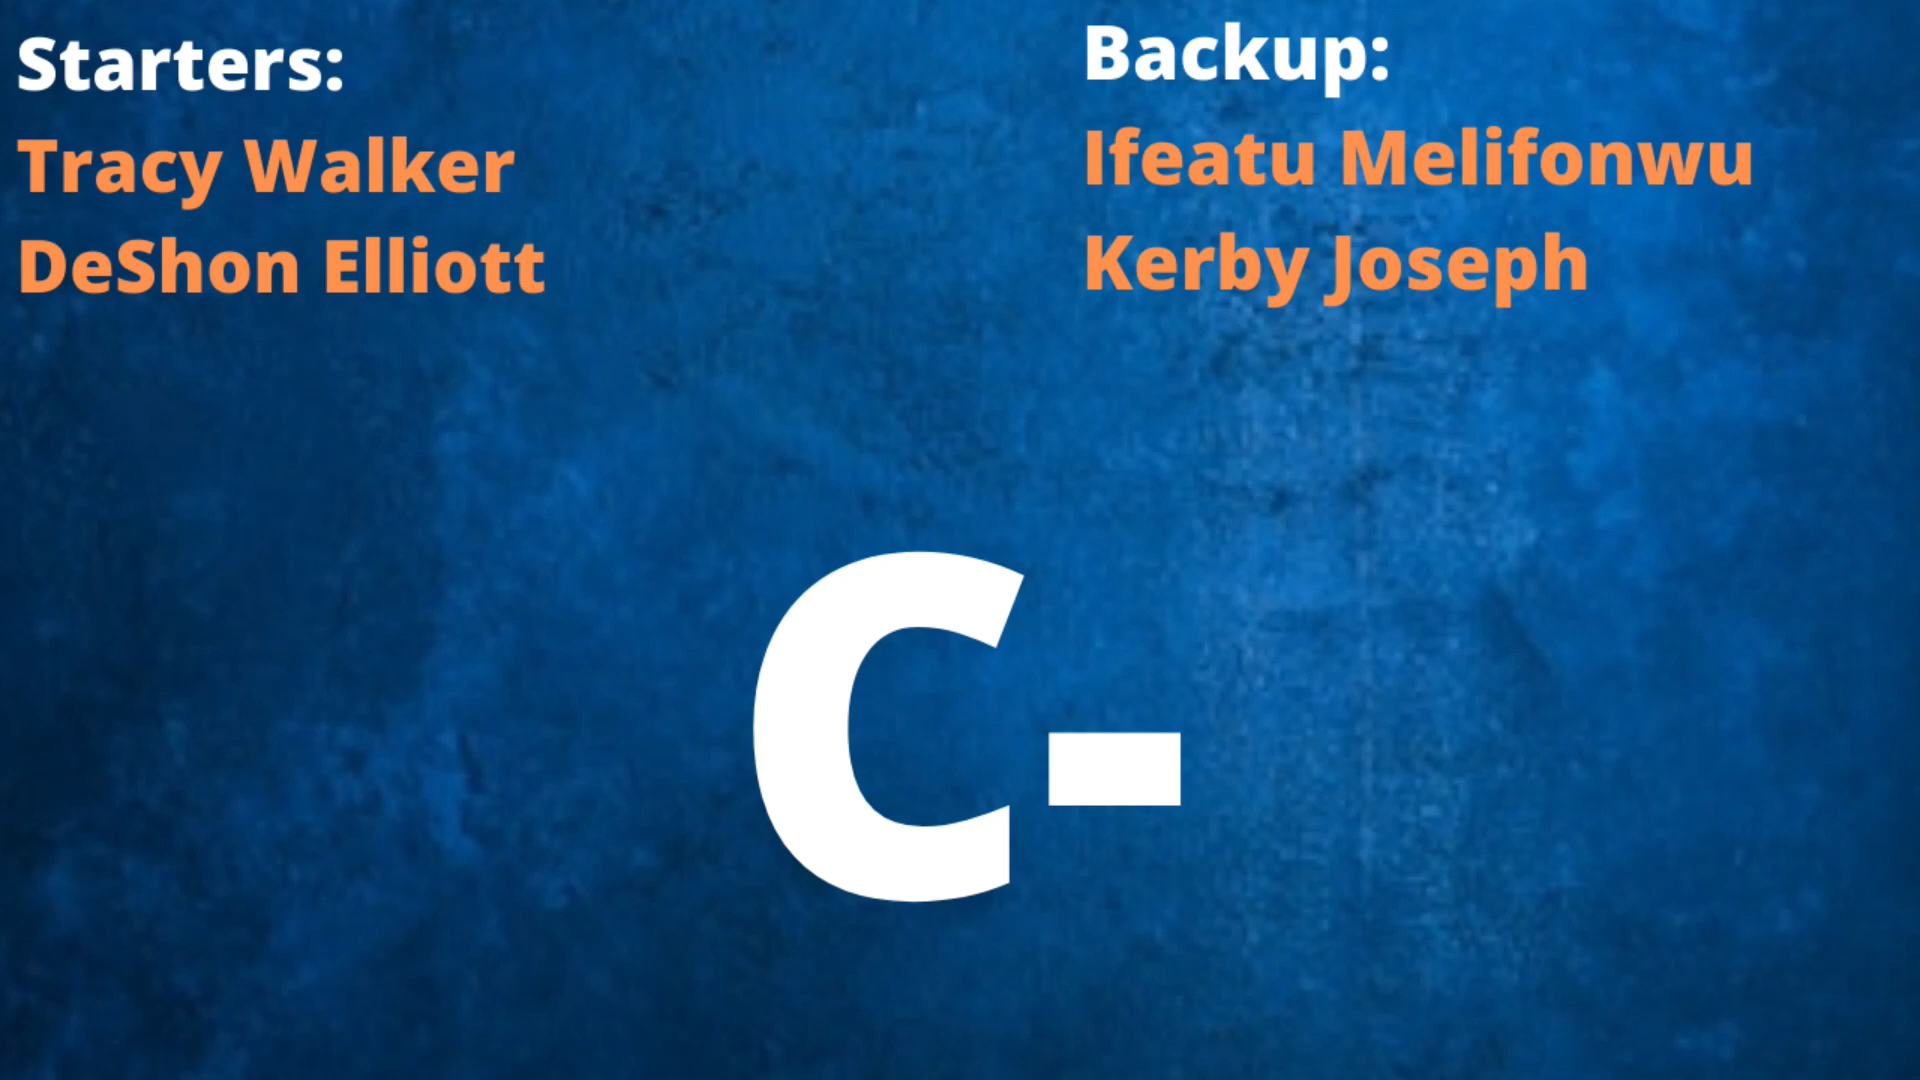 Starters:
Tracy Walker
DeShon Elliott
Backup:
Ifeatu Melifonwu
Kerby Joseph
C-